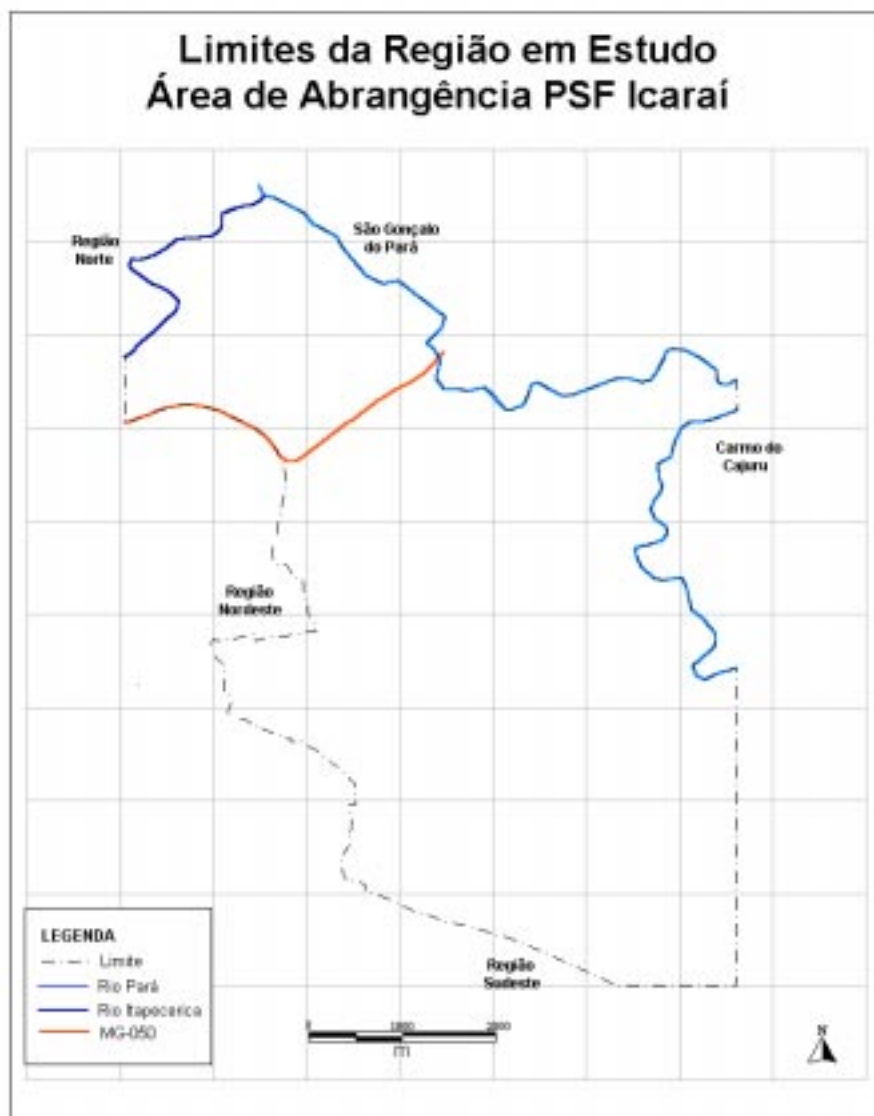 Limites da Região em Estudo
Área de Abrangência PSF Icaraí
Região
Norte
São Gonçalo
do Pará
Carmo do
Cajuru
Região
Nordeste
Região
Sudeste
LEGENDA
Limite
Rio Pará
Rio Itapecerica
MG-050
0 1000 2000
m
N